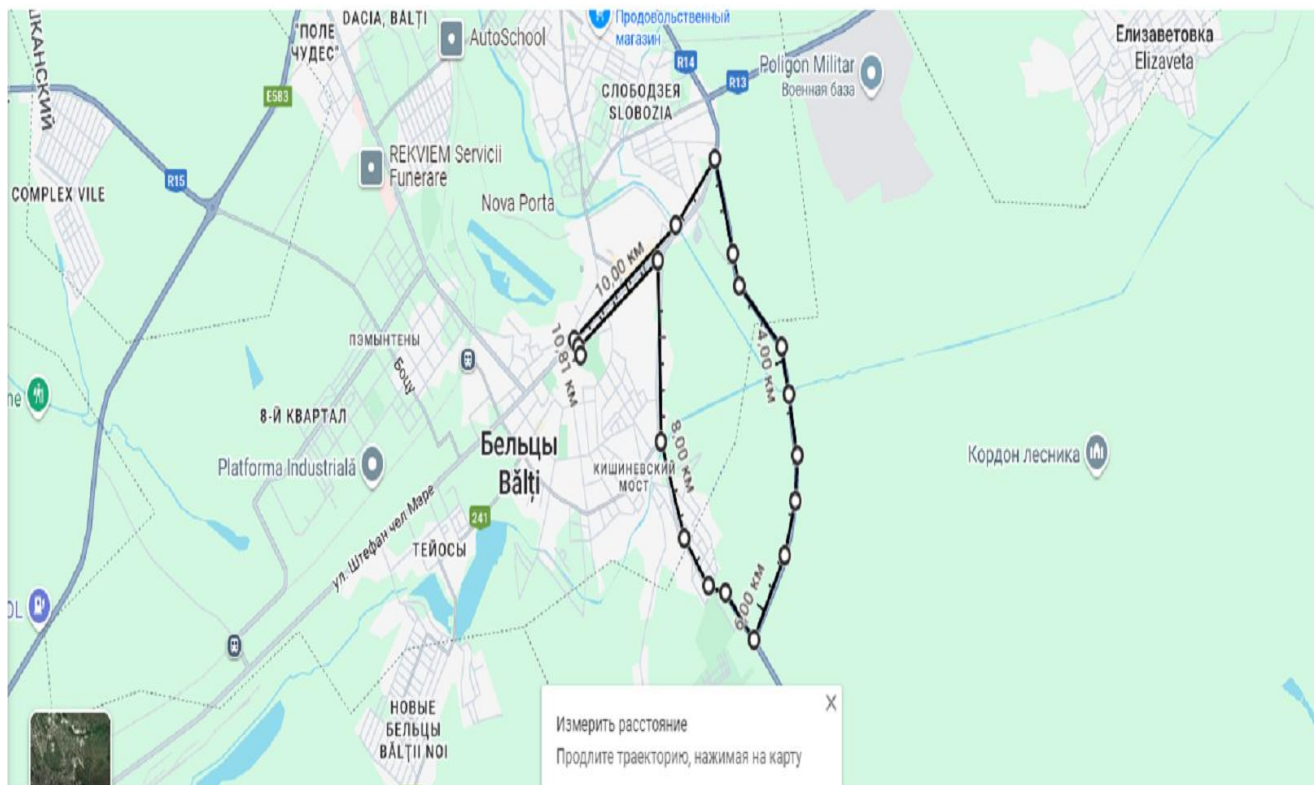 ШКАНСКИЙ
"ПОЛЕ
ЧУДЕС"
DACIA, BĂLȚI
AutoSchool
Продовольственный
магазин
R14
R13
Poligon Militar
Военная база
Елизаветовка
Elizaveta
E583
СЛОБОДЗЕЯ
SLOBOZIA
REKVIEM Servicii
Funerare
R15
COMPLEX VILE
Nova Porta
10,00 км
10,81 км
4,00 км
ПЭМЫНТЕНЫ
Боцу
8-Й КВАРТАЛ
Platforma Industrială
Бельцы
Bălți
8,00 км
КИШИНЕВСКИЙ
МОСТ
Кордон лесника
ул. Штефан чел Маре
241
ТЕЙОСЫ
6,00 км
НОВЫЕ
БЕЛЬЦЫ
BĂLȚII NOI
Измерить расстояние
Продлите траекторию, нажимая на карту